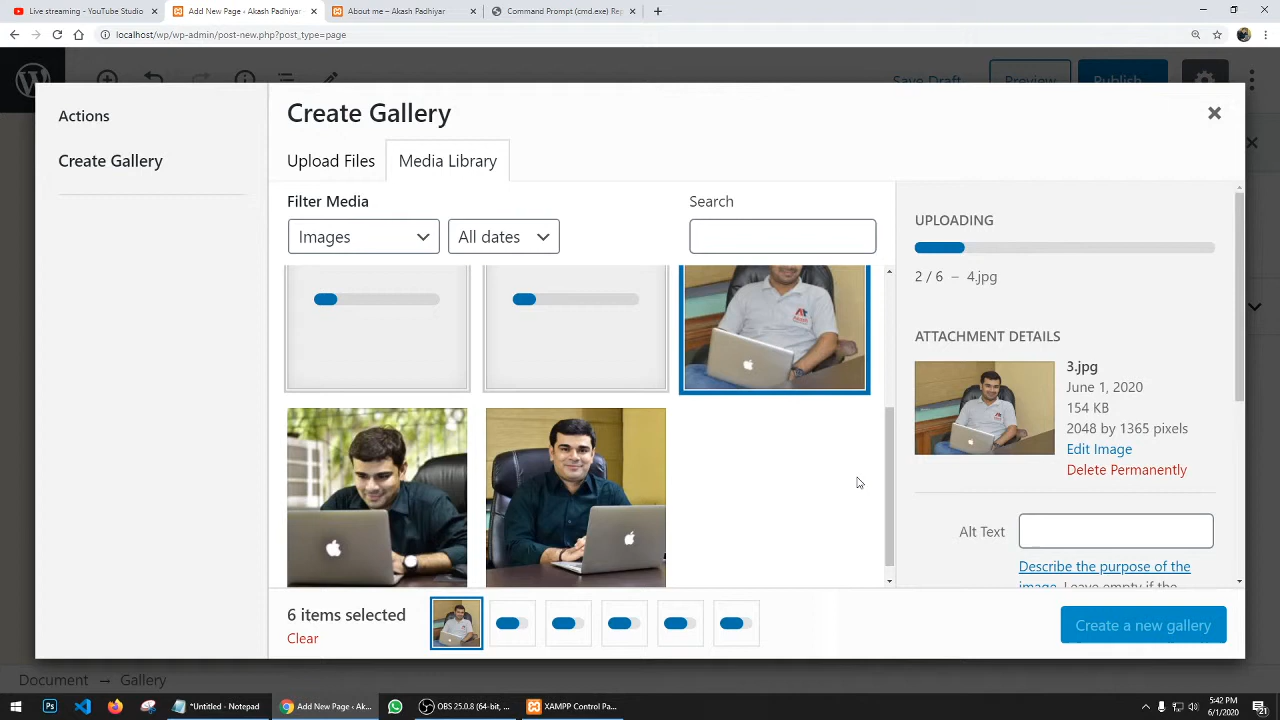 Live streaming - YouTube Studio
Add New Page ‹ Akash Padhiyar
About me – Akash Padhiyar
Command Prompt (cmd.exe) Rep
localhost/wp/wp-admin/post-new.php?post_type=page
Save Draft
Preview
Publish
Actions
Create Gallery
Create Gallery
Upload Files
Media Library
Filter Media
Images
All dates
Search
UPLOADING
2 / 6 – 4.jpg
ATTACHMENT DETAILS
3.jpg
June 1, 2020
154 KB
2048 by 1365 pixels
Edit Image
Delete Permanently
Alt Text
Describe the purpose of the
image. Leave empty if the
6 items selected
Clear
Create a new gallery
Document → Gallery
*Untitled - Notepad
Add New Page ‹ Ak...
OBS 25.0.8 (64-bit, ...
XAMPP Control Pa...
5:42 PM
6/1/2020